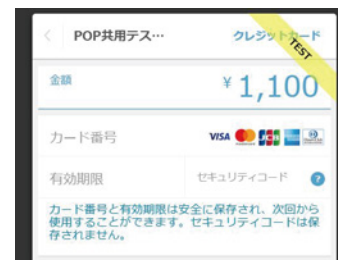 POP共用テス…
クレジットカード
TEST
金額
¥ 1,100
カード番号
VISA JCB
有効期限
セキュリティコード ?
カード番号と有効期限は安全に保存され、次回から
使用することができます。セキュリティコードは保
存されません。